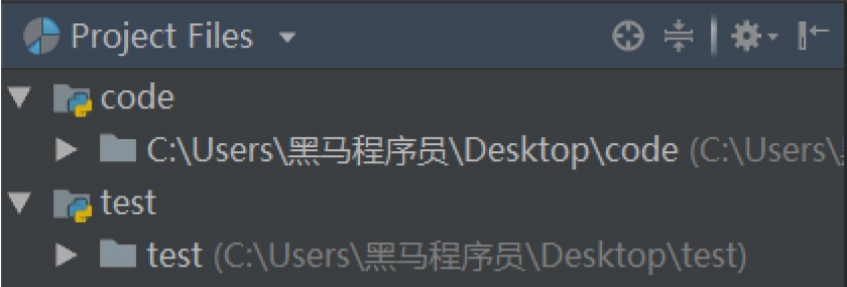 Project Files
code
C:\Users\黑马程序员\Desktop\code (C:\Users\
test
test (C:\Users\黑马程序员\Desktop\test)